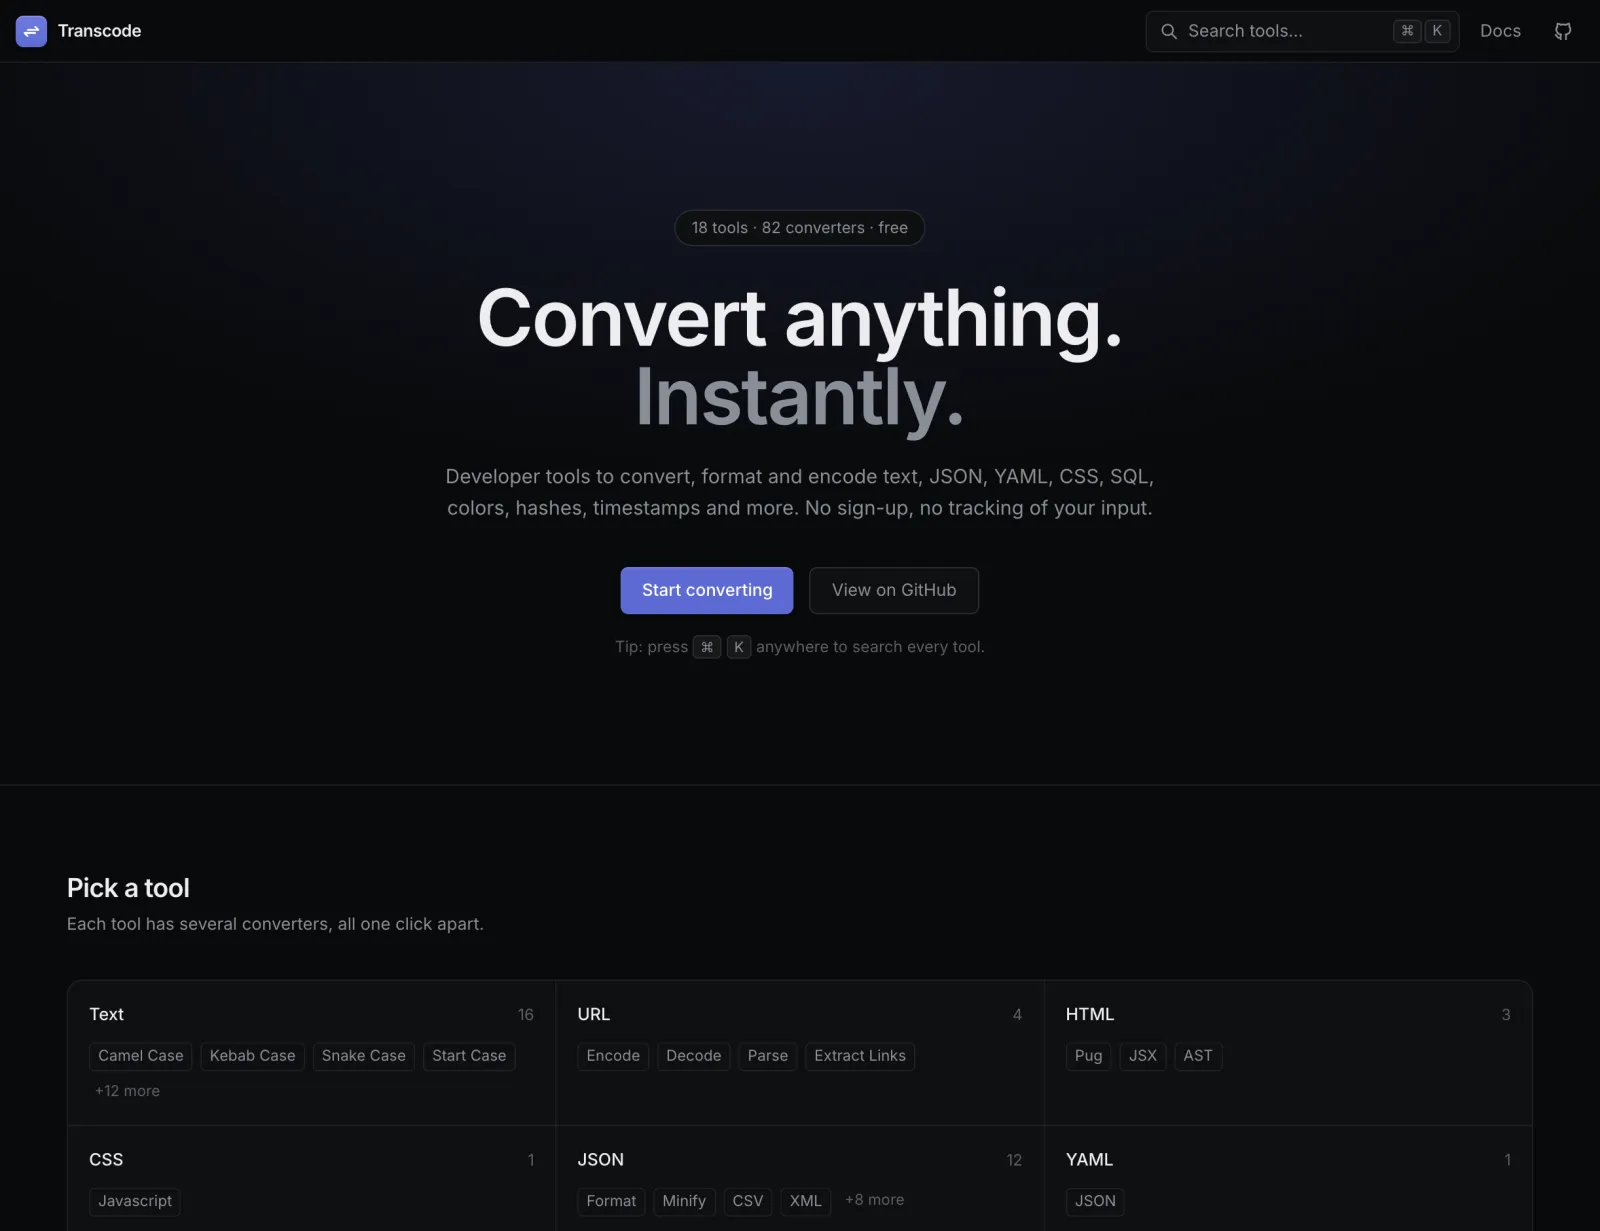 Transcode
Search tools...
⌘ K
Docs
18 tools · 82 converters · free
Convert anything.
Instantly.
Developer tools to convert, format and encode text, JSON, YAML, CSS, SQL,
colors, hashes, timestamps and more. No sign-up, no tracking of your input.
Start converting
View on GitHub
Tip: press ⌘ K anywhere to search every tool.
Pick a tool
Each tool has several converters, all one click apart.
Text 16
Camel Case Kebab Case Snake Case Start Case
+12 more
URL 4
Encode Decode Parse Extract Links
HTML 3
Pug JSX AST
CSS 1
Javascript
JSON 12
Format Minify CSV XML +8 more
YAML 1
JSON